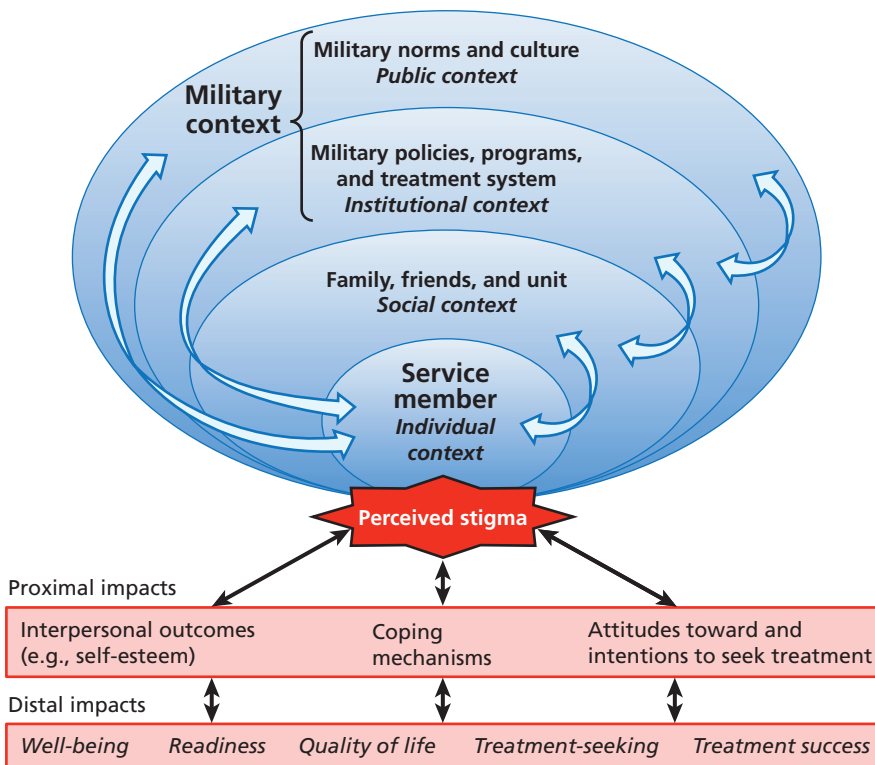 Military norms and culture
Public context
Military
context
Military policies, programs,
and treatment system
Institutional context
Family, friends, and unit
Social context
Service
member
Individual
context
Perceived stigma
Proximal impacts
Interpersonal outcomes
(e.g., self-esteem)
Coping
mechanisms
Attitudes toward and
intentions to seek treatment
Distal impacts
Well-being Readiness Quality of life Treatment-seeking Treatment success